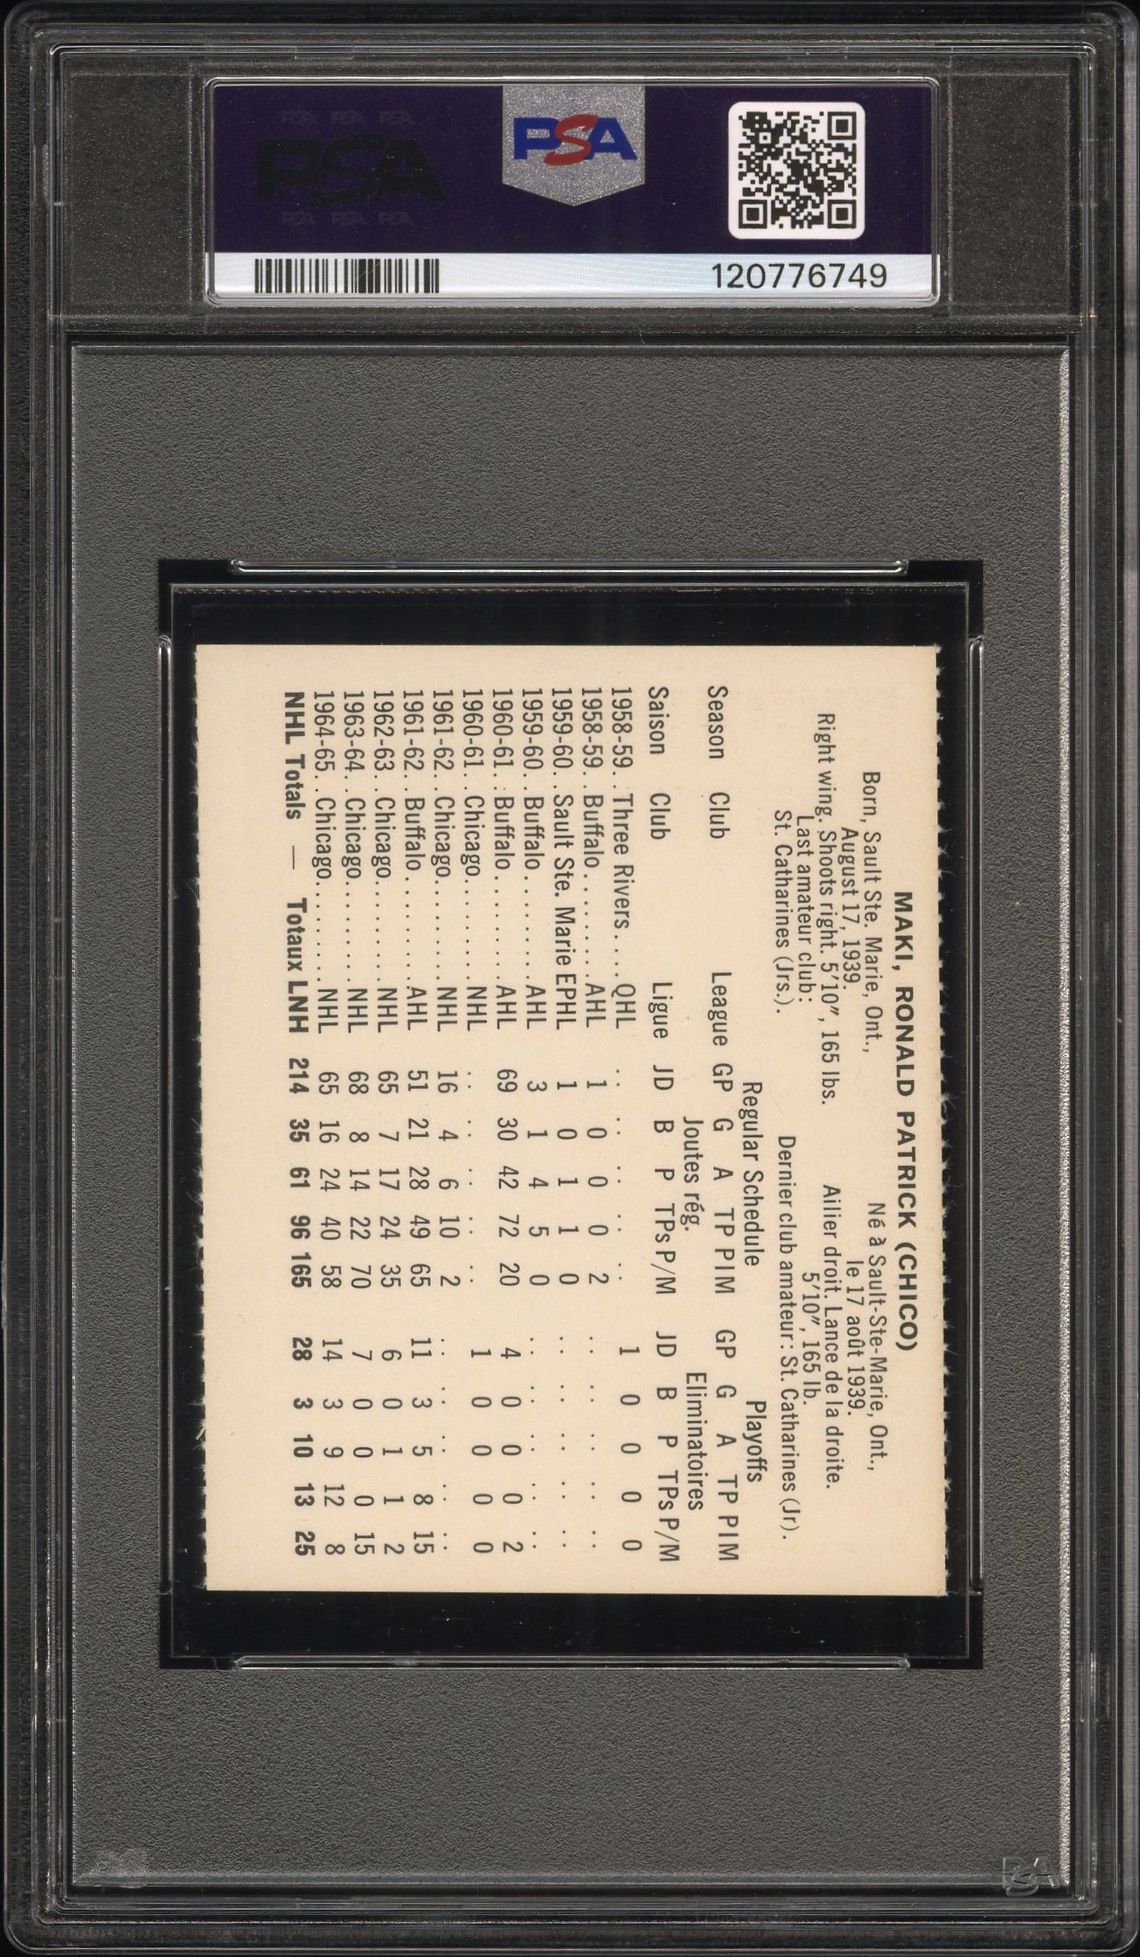 PSA PSA PSA
PSA
PSA PSA PSA
PSA
120776749
MAKI, RONALD PATRICK (CHICO)
Born, Sault Ste. Marie, Ont.,
August 17, 1939.
Right wing. Shoots right. 5'10", 165 lbs.
Last amateur club:
St. Catharines (Jrs.).
Né à Sault-Ste-Marie, Ont.,
le 17 août 1939.
Ailier droit. Lance de la droite.
5'10", 165 lb.
Dernier club amateur: St. Catharines (Jr).
Regular Schedule Playoffs
Season Club League GP G A TP PIM GP G A TP PIM
Joutes rég. Eliminatoires
Saison Club Ligue JD B P TPs P/M JD B P TPs P/M
1958-59. . Three Rivers. . . . .QHL . . . . . . . . 1 0 0 0 0
1958-59. . Buffalo. . . . . . . . .AHL 1 0 0 0 2 . . . . . . . .
1959-60. . Sault Ste. Marie EPHL 1 0 1 1 0 . . . . . . . .
1959-60. . Buffalo. . . . . . . . .AHL 3 1 4 5 0 . . . . . . . .
1960-61. . Buffalo. . . . . . . . .AHL 69 30 42 72 20 4 0 0 0 2
1960-61. . Chicago. . . . . . . . .NHL . . . . . . . . 1 0 0 0 0
1961-62. . Chicago. . . . . . . . .NHL 16 4 6 10 2 . . . . . . . .
1961-62. . Buffalo. . . . . . . . .AHL 51 21 28 49 65 11 3 5 8 15
1962-63. . Chicago. . . . . . . . .NHL 65 7 17 24 35 6 0 1 1 2
1963-64. . Chicago. . . . . . . . .NHL 68 8 14 22 70 7 0 0 0 15
1964-65. . Chicago. . . . . . . . .NHL 65 16 24 40 58 14 3 9 12 8
NHL Totals — Totaux LNH 214 35 61 96 165 28 3 10 13 25
PSA